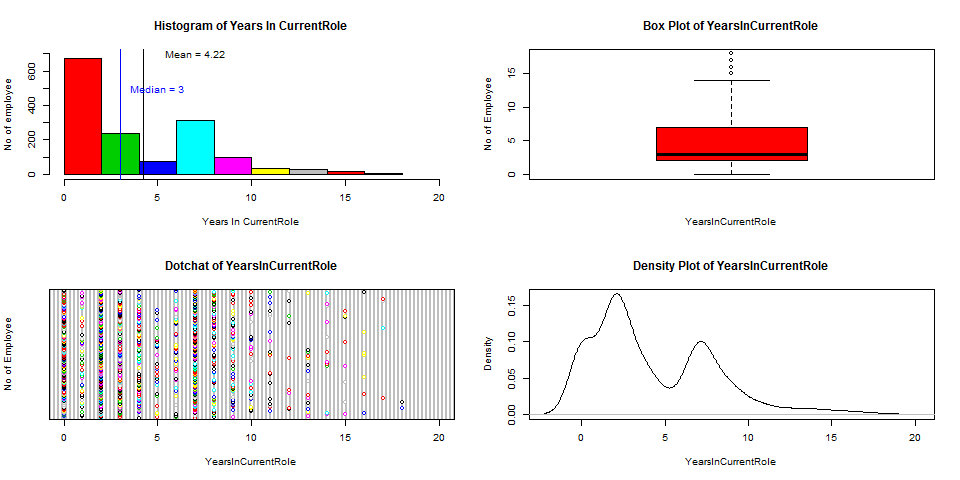 Histogram of Years In CurrentRole
No of employee
600
200
0
Mean = 4.22
Median = 3
0 5 10 15 20
Years In CurrentRole
Box Plot of YearsInCurrentRole
No of Employee
15
10
5
0
YearsInCurrentRole
Dotchat of YearsInCurrentRole
No of Employee
0 5 10 15 20
YearsInCurrentRole
Density Plot of YearsInCurrentRole
Density
0.15
0.10
0.05
0.00
0 5 10 15 20
YearsInCurrentRole